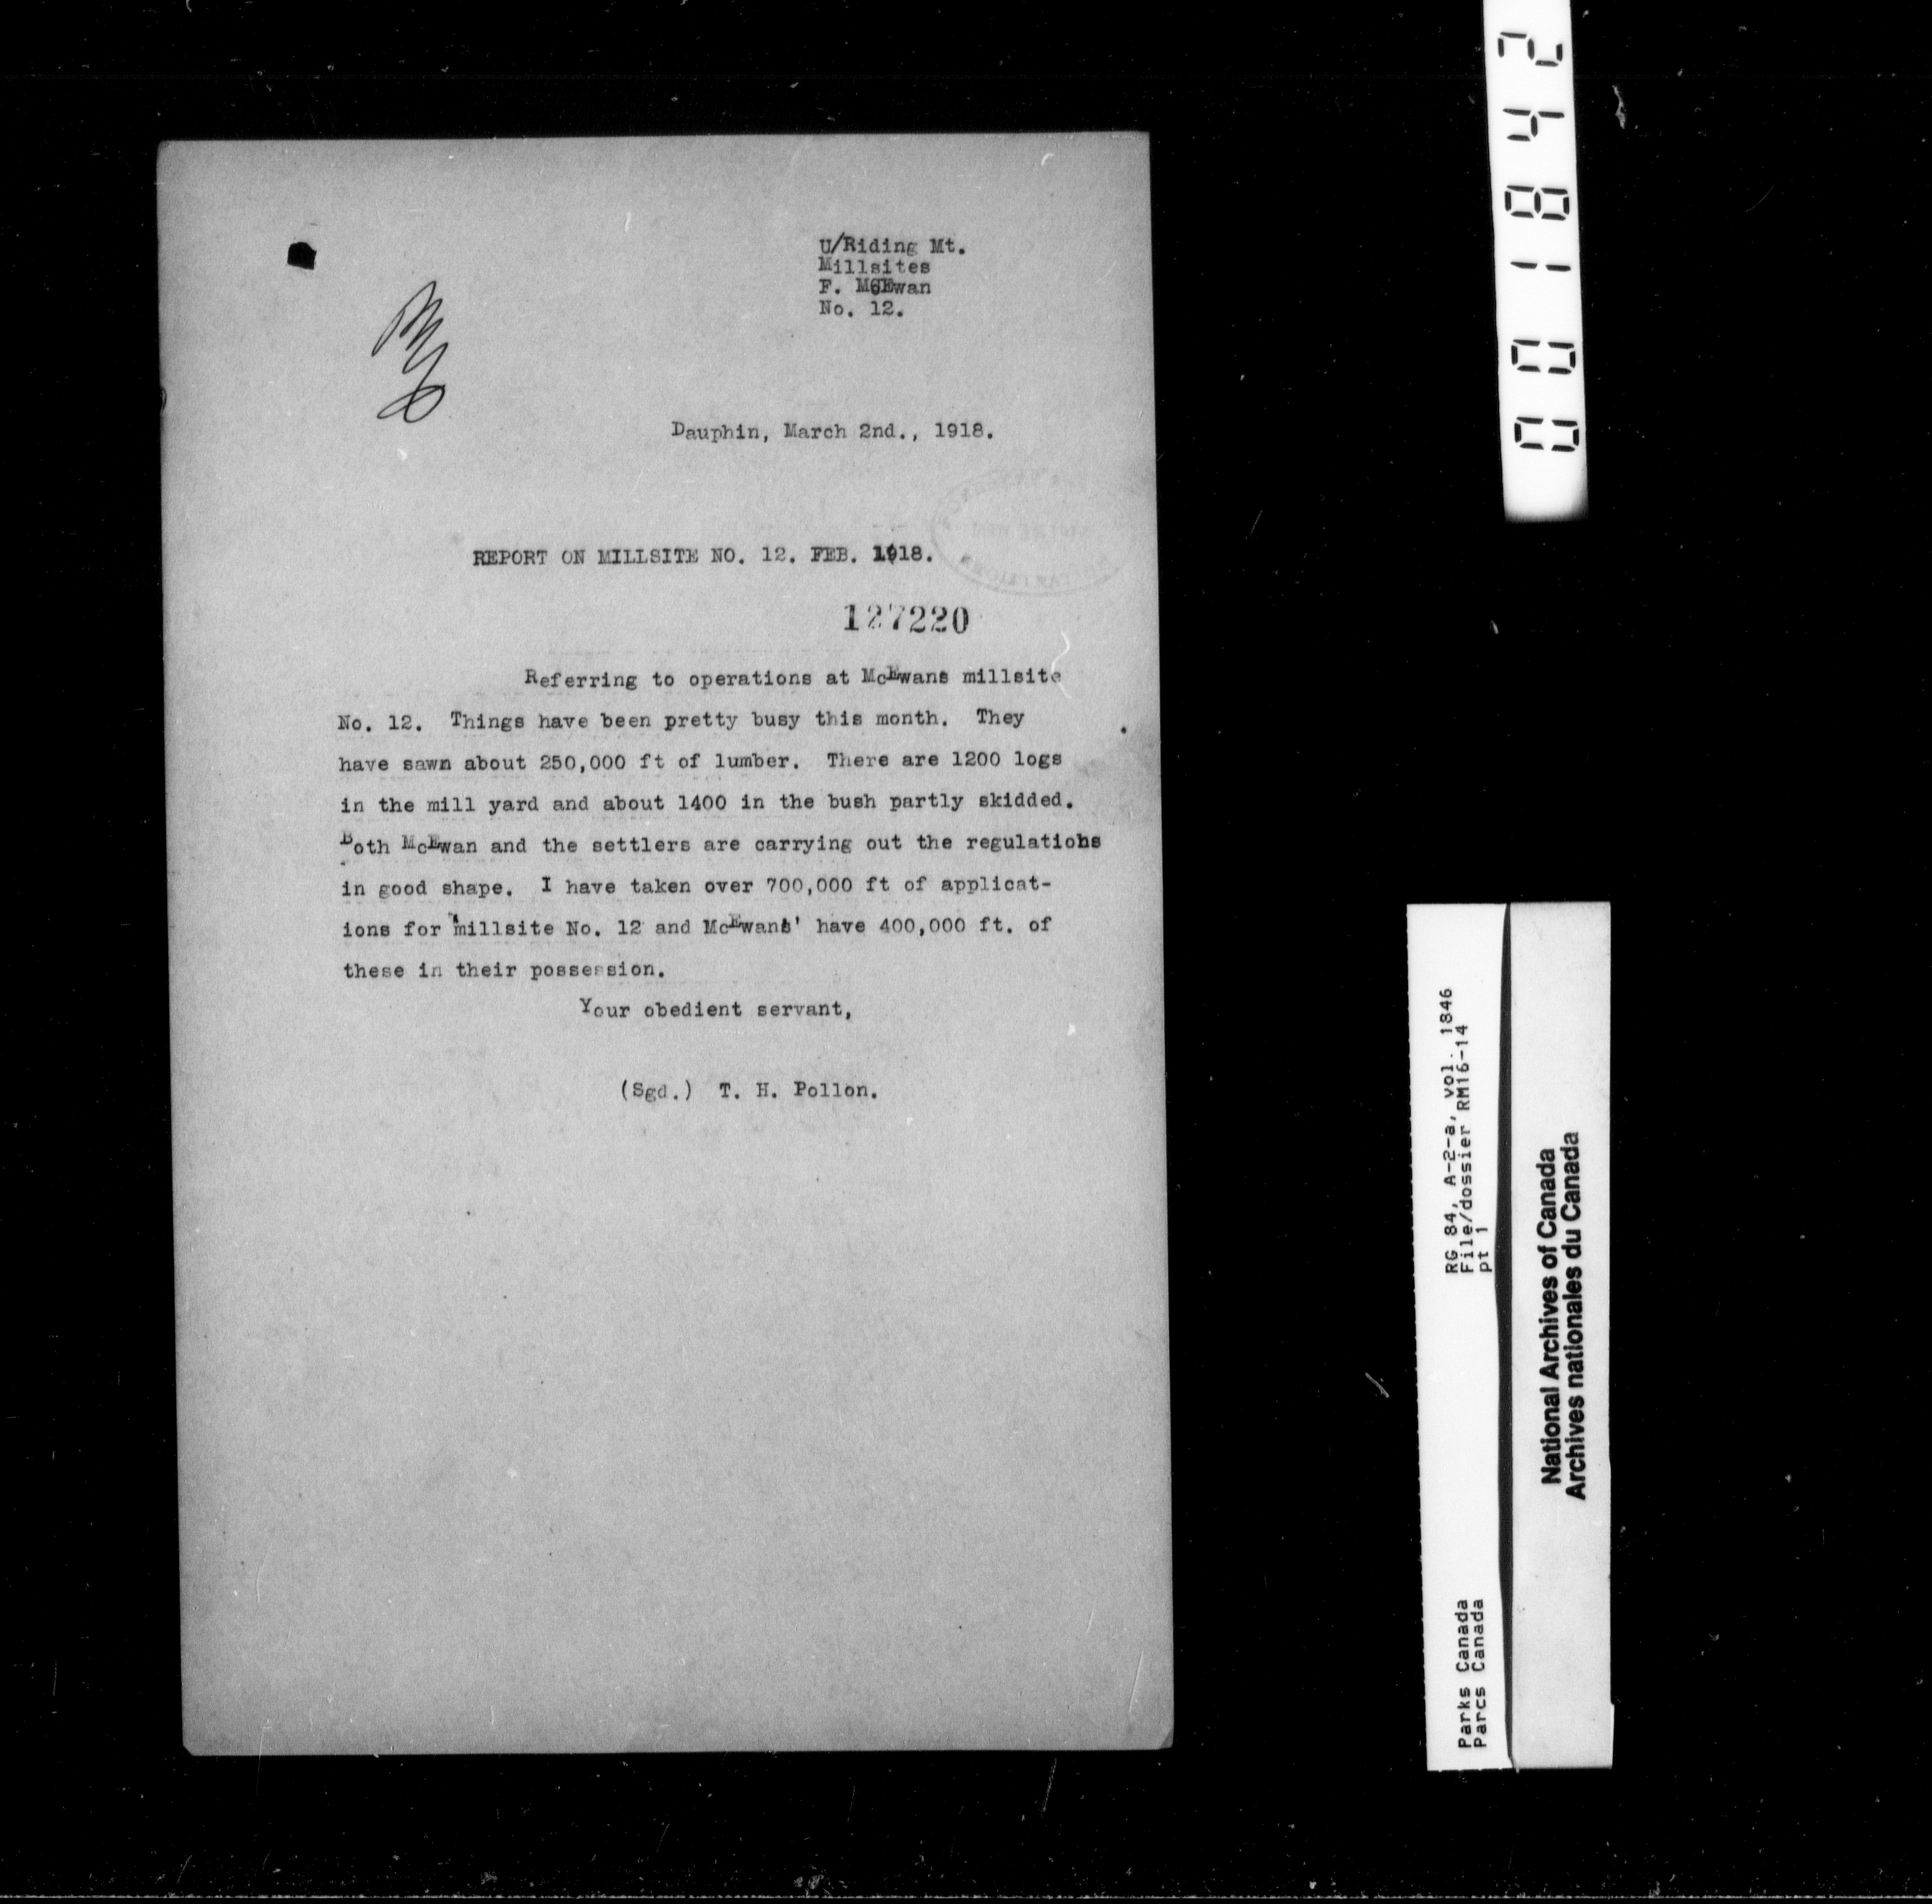 U/Riding Mt.
Millsites
F. McEwan
No. 12.
Dauphin, March 2nd., 1918.
REPORT ON MILLSITE NO. 12. FEB. 1918.
127220
Referring to operations at McEwans millsite
No. 12. Things have been pretty busy this month. They
have sawn about 250,000 ft of lumber. There are 1200 logs
in the mill yard and about 1400 in the bush partly skidded.
Both McEwan and the settlers are carrying out the regulations
in good shape. I have taken over 700,000 ft of applicat-
ions for millsite No. 12 and McEwans' have 400,000 ft. of
these in their possession.
Your obedient servant,
(Sgd.) T. H. Pollon.
001842
RG 84, A-2-a, vol. 1846
File/dossier RM16-14
pt 1
Parks Canada
Parcs Canada
National Archives of Canada
Archives nationales du Canada